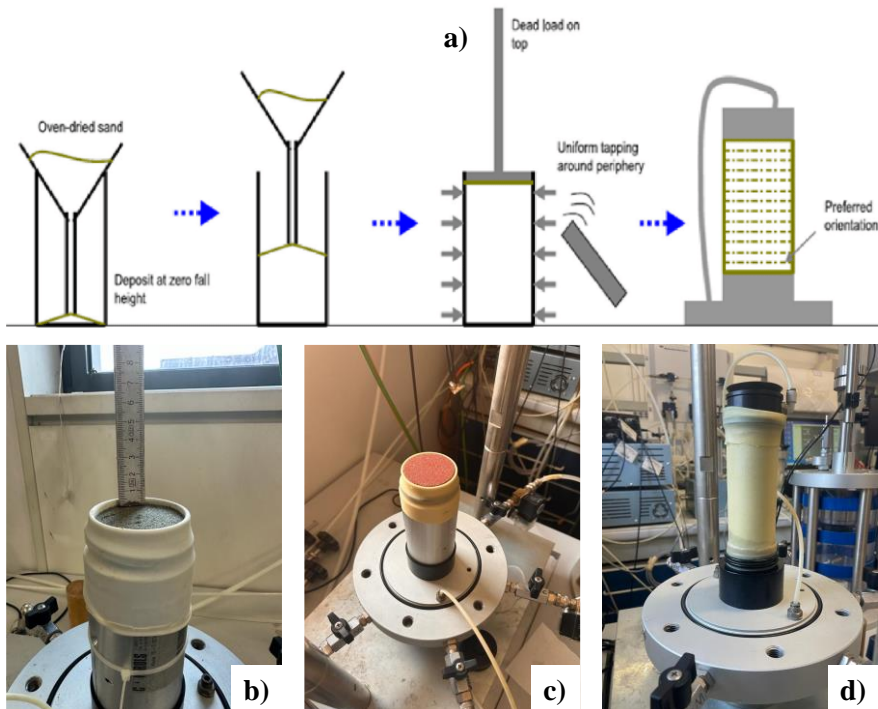 a)
Dead load on
top
Oven-dried sand
Uniform tapping
around periphery
Preferred
orientation
Deposit at zero fall
height
b)
c)
d)